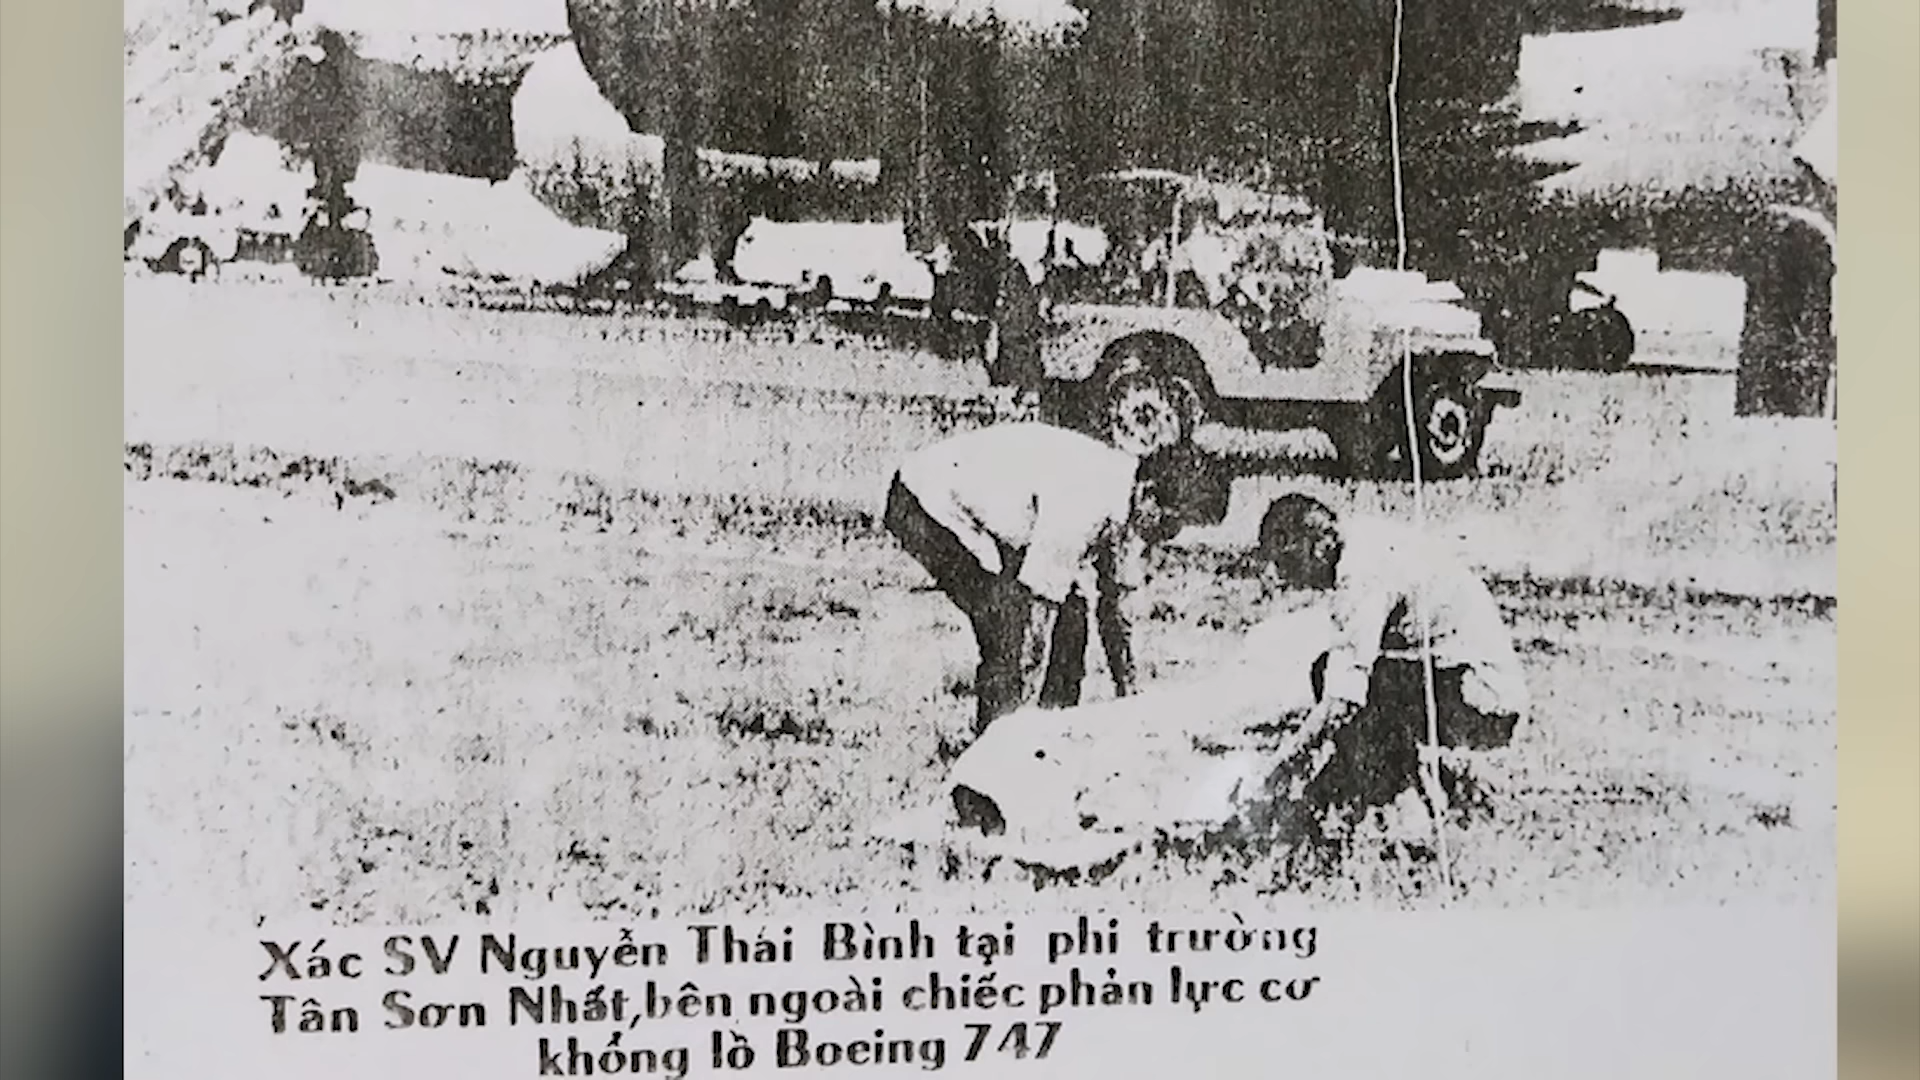 Xác SV Nguyễn Thái Bình tại phi trường
Tân Sơn Nhất, bên ngoài chiếc phản lực cơ
khổng lồ Boeing 747